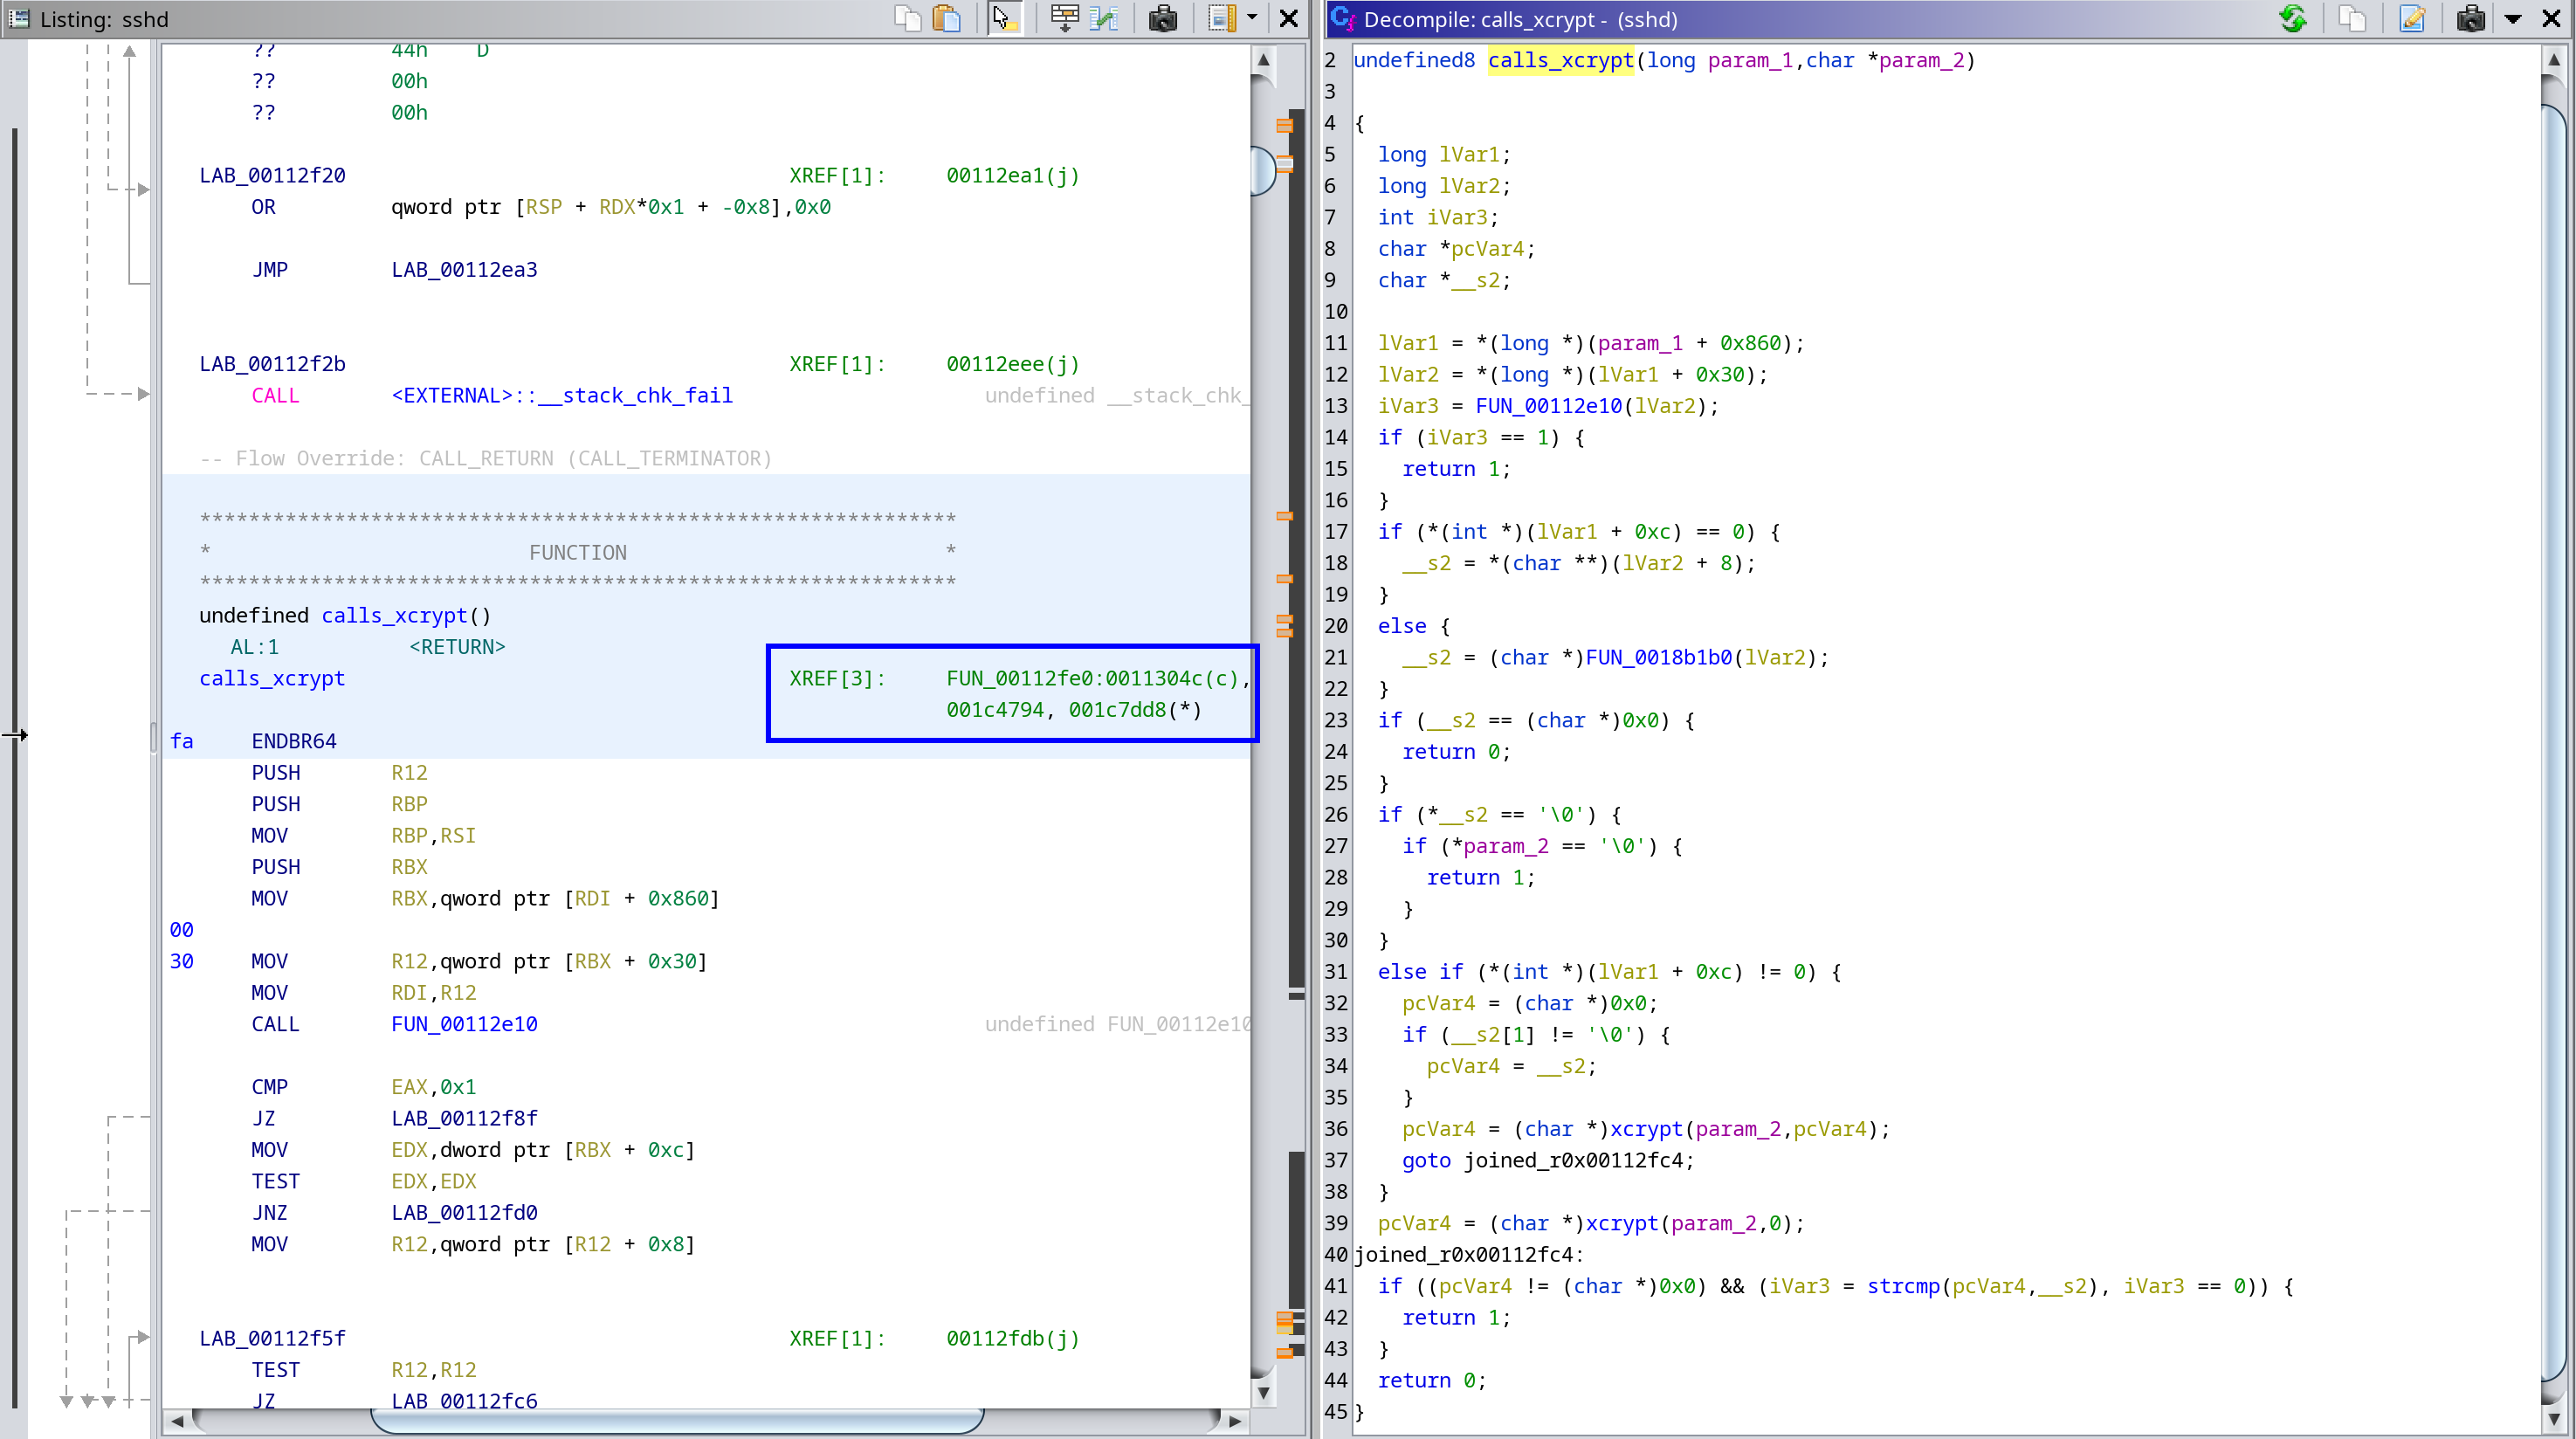 Listing: sshd
?? 44h D
?? 00h
?? 00h
LAB_00112f20 XREF[1]: 00112ea1(j)
OR qword ptr [RSP + RDX*0x1 + -0x8],0x0
JMP LAB_00112ea3
LAB_00112f2b XREF[1]: 00112eee(j)
CALL <EXTERNAL>::__stack_chk_fail undefined __stack_chk_
-- Flow Override: CALL_RETURN (CALL_TERMINATOR)
**************************************************************
* FUNCTION *
**************************************************************
undefined calls_xcrypt()
AL:1 <RETURN>
calls_xcrypt XREF[3]: FUN_00112fe0:0011304c(c),
001c4794, 001c7dd8(*)
fa ENDBR64
PUSH R12
PUSH RBP
MOV RBP,RSI
PUSH RBX
MOV RBX,qword ptr [RDI + 0x860]
00
30 MOV R12,qword ptr [RBX + 0x30]
MOV RDI,R12
CALL FUN_00112e10 undefined FUN_00112e10
CMP EAX,0x1
JZ LAB_00112f8f
MOV EDX,dword ptr [RBX + 0xc]
TEST EDX,EDX
JNZ LAB_00112fd0
MOV R12,qword ptr [R12 + 0x8]
LAB_00112f5f XREF[1]: 00112fdb(j)
TEST R12,R12
JZ LAB_00112fc6
Decompile: calls_xcrypt - (sshd)
2 undefined8 calls_xcrypt(long param_1,char *param_2)
3
4 {
5 long lVar1;
6 long lVar2;
7 int iVar3;
8 char *pcVar4;
9 char *__s2;
10
11 lVar1 = *(long *)(param_1 + 0x860);
12 lVar2 = *(long *)(lVar1 + 0x30);
13 iVar3 = FUN_00112e10(lVar2);
14 if (iVar3 == 1) {
15 return 1;
16 }
17 if (*(int *)(lVar1 + 0xc) == 0) {
18 __s2 = *(char **)(lVar2 + 8);
19 }
20 else {
21 __s2 = (char *)FUN_0018b1b0(lVar2);
22 }
23 if (__s2 == (char *)0x0) {
24 return 0;
25 }
26 if (*__s2 == '\0') {
27 if (*param_2 == '\0') {
28 return 1;
29 }
30 }
31 else if (*(int *)(lVar1 + 0xc) != 0) {
32 pcVar4 = (char *)0x0;
33 if (__s2[1] != '\0') {
34 pcVar4 = __s2;
35 }
36 pcVar4 = (char *)xcrypt(param_2,pcVar4);
37 goto joined_r0x00112fc4;
38 }
39 pcVar4 = (char *)xcrypt(param_2,0);
40 joined_r0x00112fc4:
41 if ((pcVar4 != (char *)0x0) && (iVar3 = strcmp(pcVar4,__s2), iVar3 == 0)) {
42 return 1;
43 }
44 return 0;
45 }